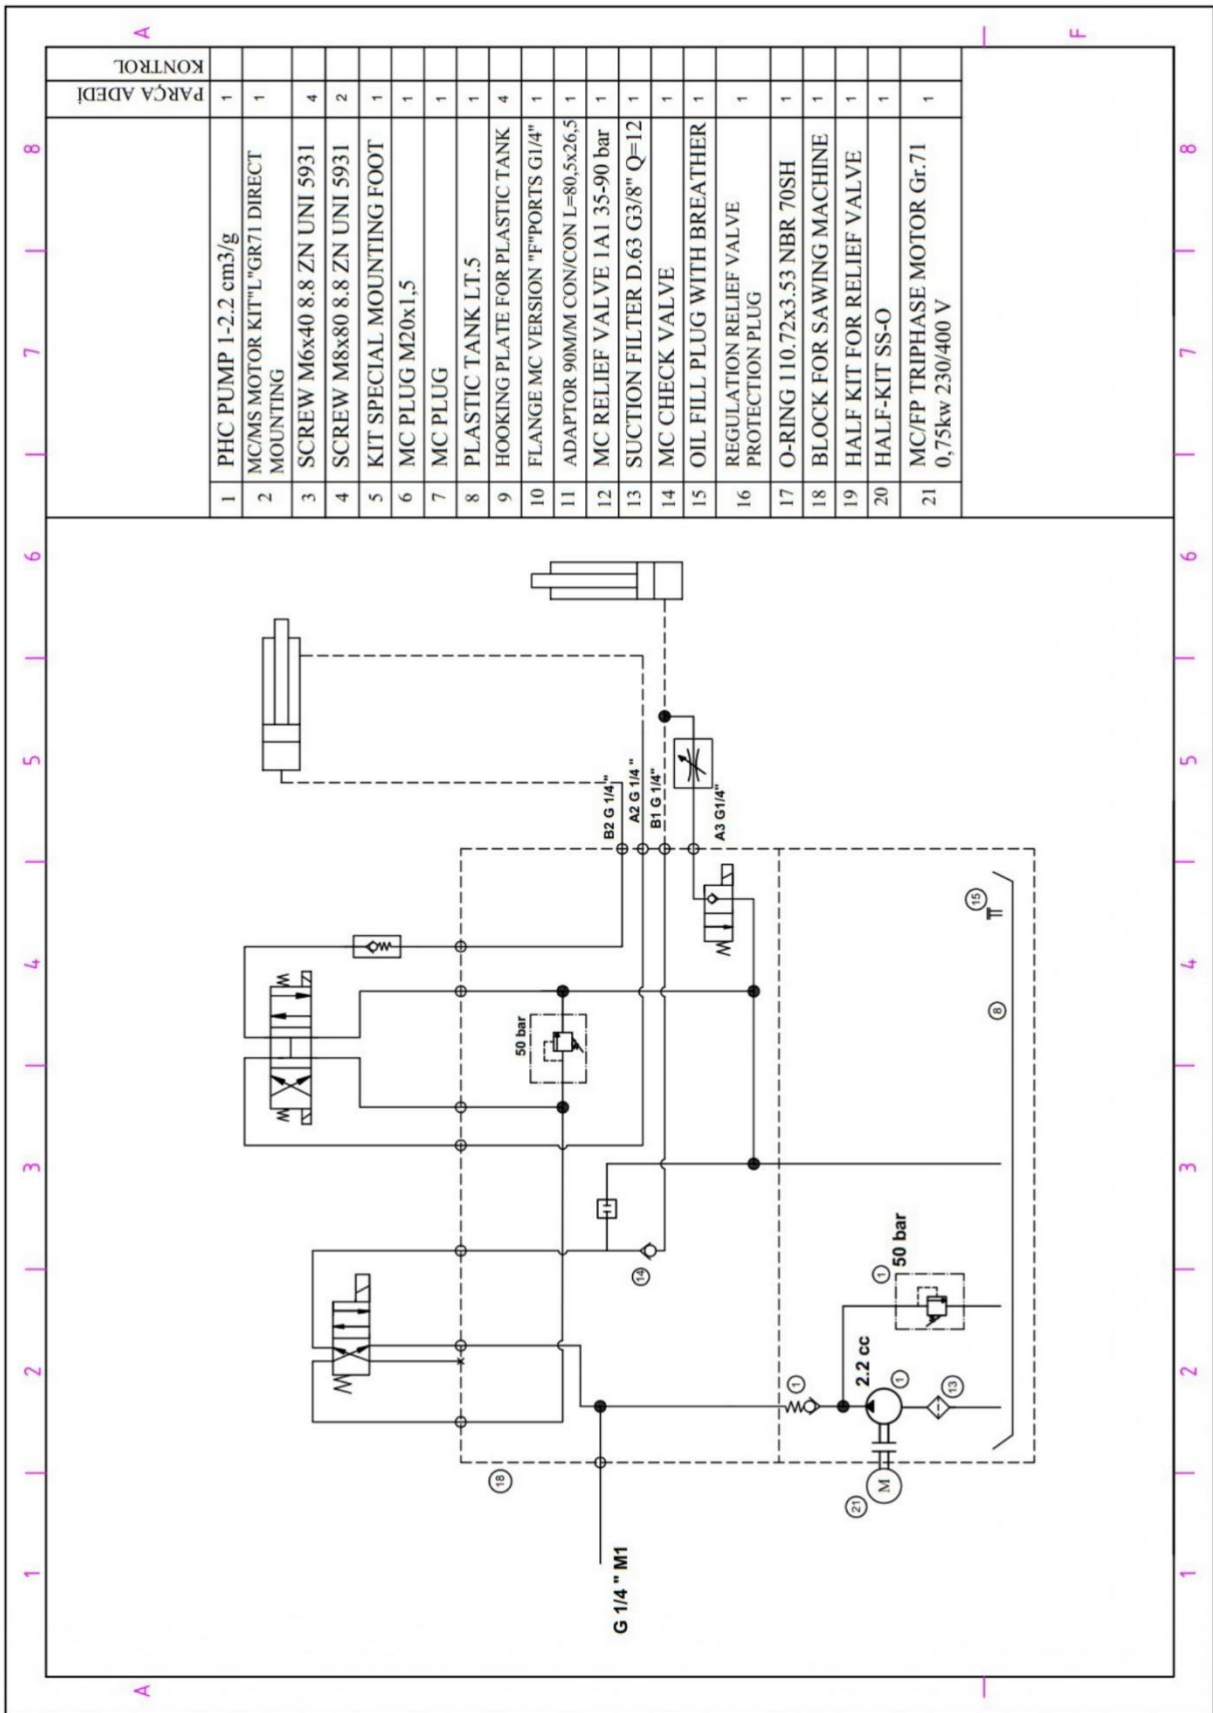 1 2 3 4 5 6 7 8
A
A
F
G 1/4 " M1
18
21
M
1
2.2 cc
1
13
1
50 bar
14
50 bar
8
15
B2 G 1/4"
A2 G 1/4 "
B1 G 1/4"
A3 G1/4"
PARÇA ADEDİ
KONTROL
1 PHC PUMP 1-2.2 cm3/g 1
2 MC/MS MOTOR KIT"L"GR71 DIRECT
MOUNTING 1
3 SCREW M6x40 8.8 ZN UNI 5931 4
4 SCREW M8x80 8.8 ZN UNI 5931 2
5 KIT SPECIAL MOUNTING FOOT 1
6 MC PLUG M20x1,5 1
7 MC PLUG 1
8 PLASTIC TANK LT.5 1
9 HOOKING PLATE FOR PLASTIC TANK 4
10 FLANGE MC VERSION "F"PORTS G1/4" 1
11 ADAPTOR 90MM CON/CON L=80,5x26,5 1
12 MC RELIEF VALVE 1A1 35-90 bar 1
13 SUCTION FILTER D.63 G3/8" Q=12 1
14 MC CHECK VALVE 1
15 OIL FILL PLUG WITH BREATHER 1
16 REGULATION RELIEF VALVE
PROTECTION PLUG 1
17 O-RING 110.72x3.53 NBR 70SH 1
18 BLOCK FOR SAWING MACHINE 1
19 HALF KIT FOR RELIEF VALVE 1
20 HALF-KIT SS-O 1
21 MC/FP TRIPHASE MOTOR Gr.71
0,75kw 230/400 V 1
1 2 3 4 5 6 7 8